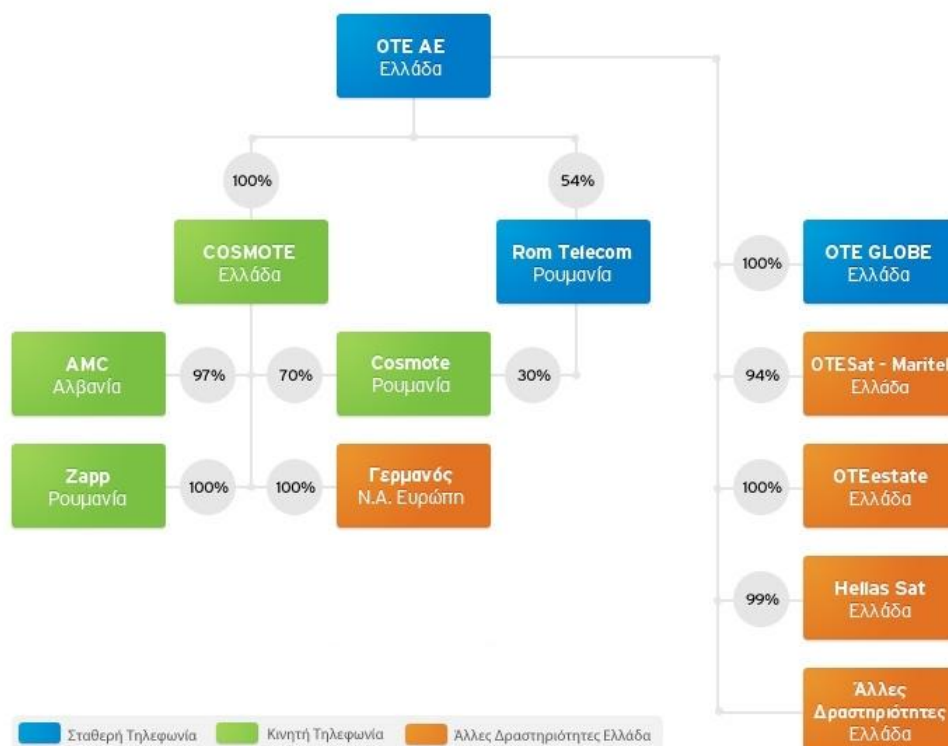 ΟΤΕ ΑΕ
Ελλάδα
100%
54%
COSMOTE
Ελλάδα
Rom Telecom
Ρουμανία
100%
OTE GLOBE
Ελλάδα
AMC
Αλβανία
97%
70%
Cosmote
Ρουμανία
30%
94%
OTESat - Maritel
Ελλάδα
Zapp
Ρουμανία
100%
100%
Γερμανός
Ν.Α. Ευρώπη
100%
OTEestate
Ελλάδα
99%
Hellas Sat
Ελλάδα
Άλλες
Δραστηριότητες
Ελλάδα
Σταθερή Τηλεφωνία
Κινητή Τηλεφωνία
Άλλες Δραστηριότητες Ελλάδα